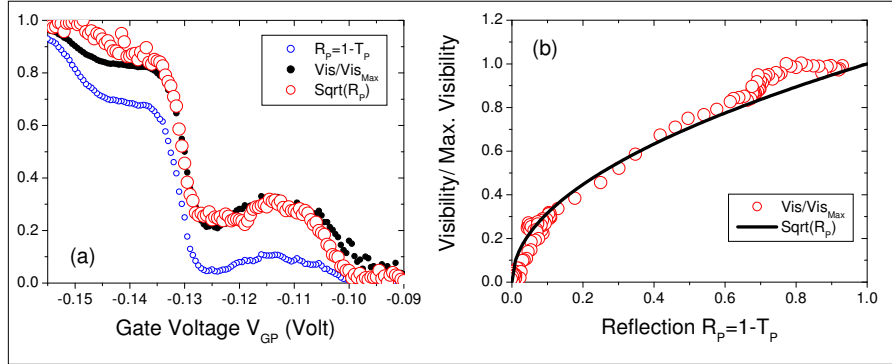 1.0
0.8
0.6
0.4
0.2
0.0
-0.15
-0.14
-0.13
-0.12
-0.11
-0.10
-0.09
Gate Voltage V_GP (Volt)
(a)
R_P=1-T_P
Vis/Vis_Max
Sqrt(R_P)
Visibility/ Max. Visibility
1.2
1.0
0.8
0.6
0.4
0.2
0.0
0.0
0.2
0.4
0.6
0.8
1.0
Reflection R_P=1-T_P
(b)
Vis/Vis_Max
Sqrt(R_P)